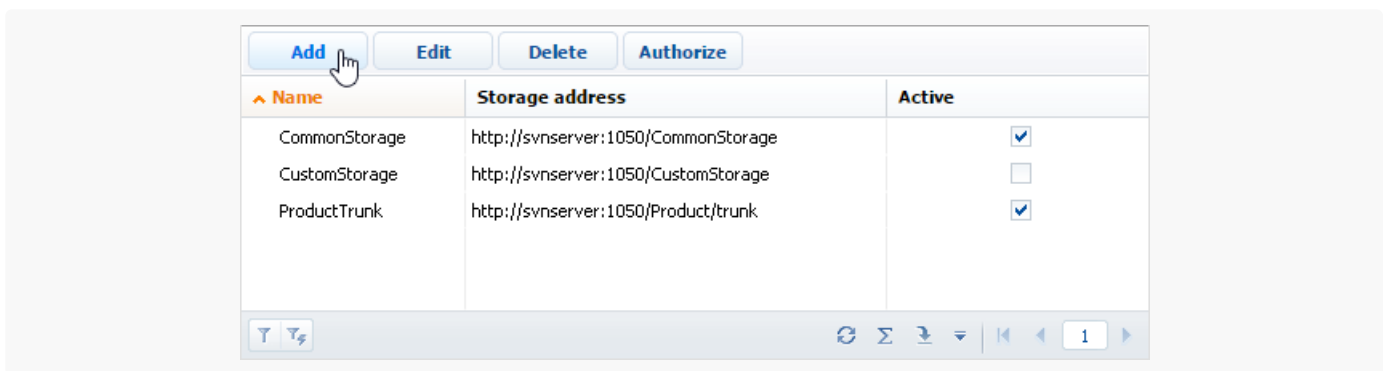 Add Edit Delete Authorize
Name Storage address Active
CommonStorage http://svnserver:1050/CommonStorage
CustomStorage http://svnserver:1050/CustomStorage
ProductTrunk http://svnserver:1050/Product/trunk
1